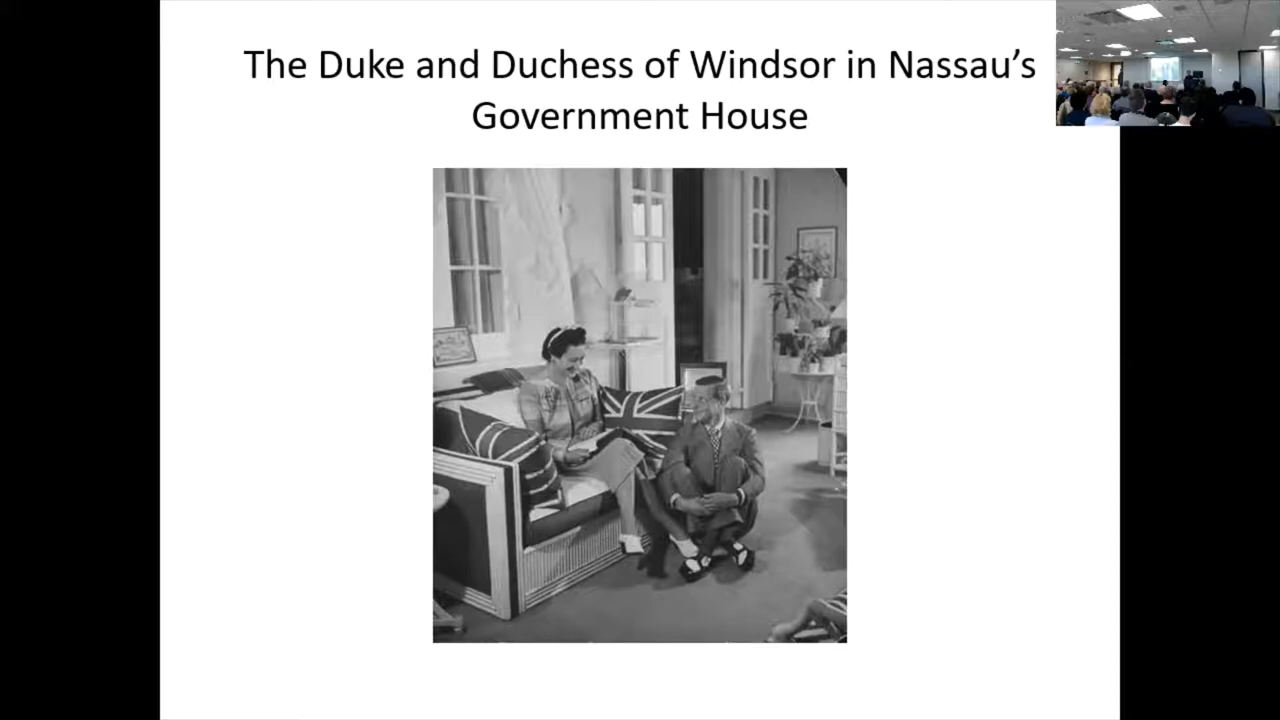 The Duke and Duchess of Windsor in Nassau’s
Government House